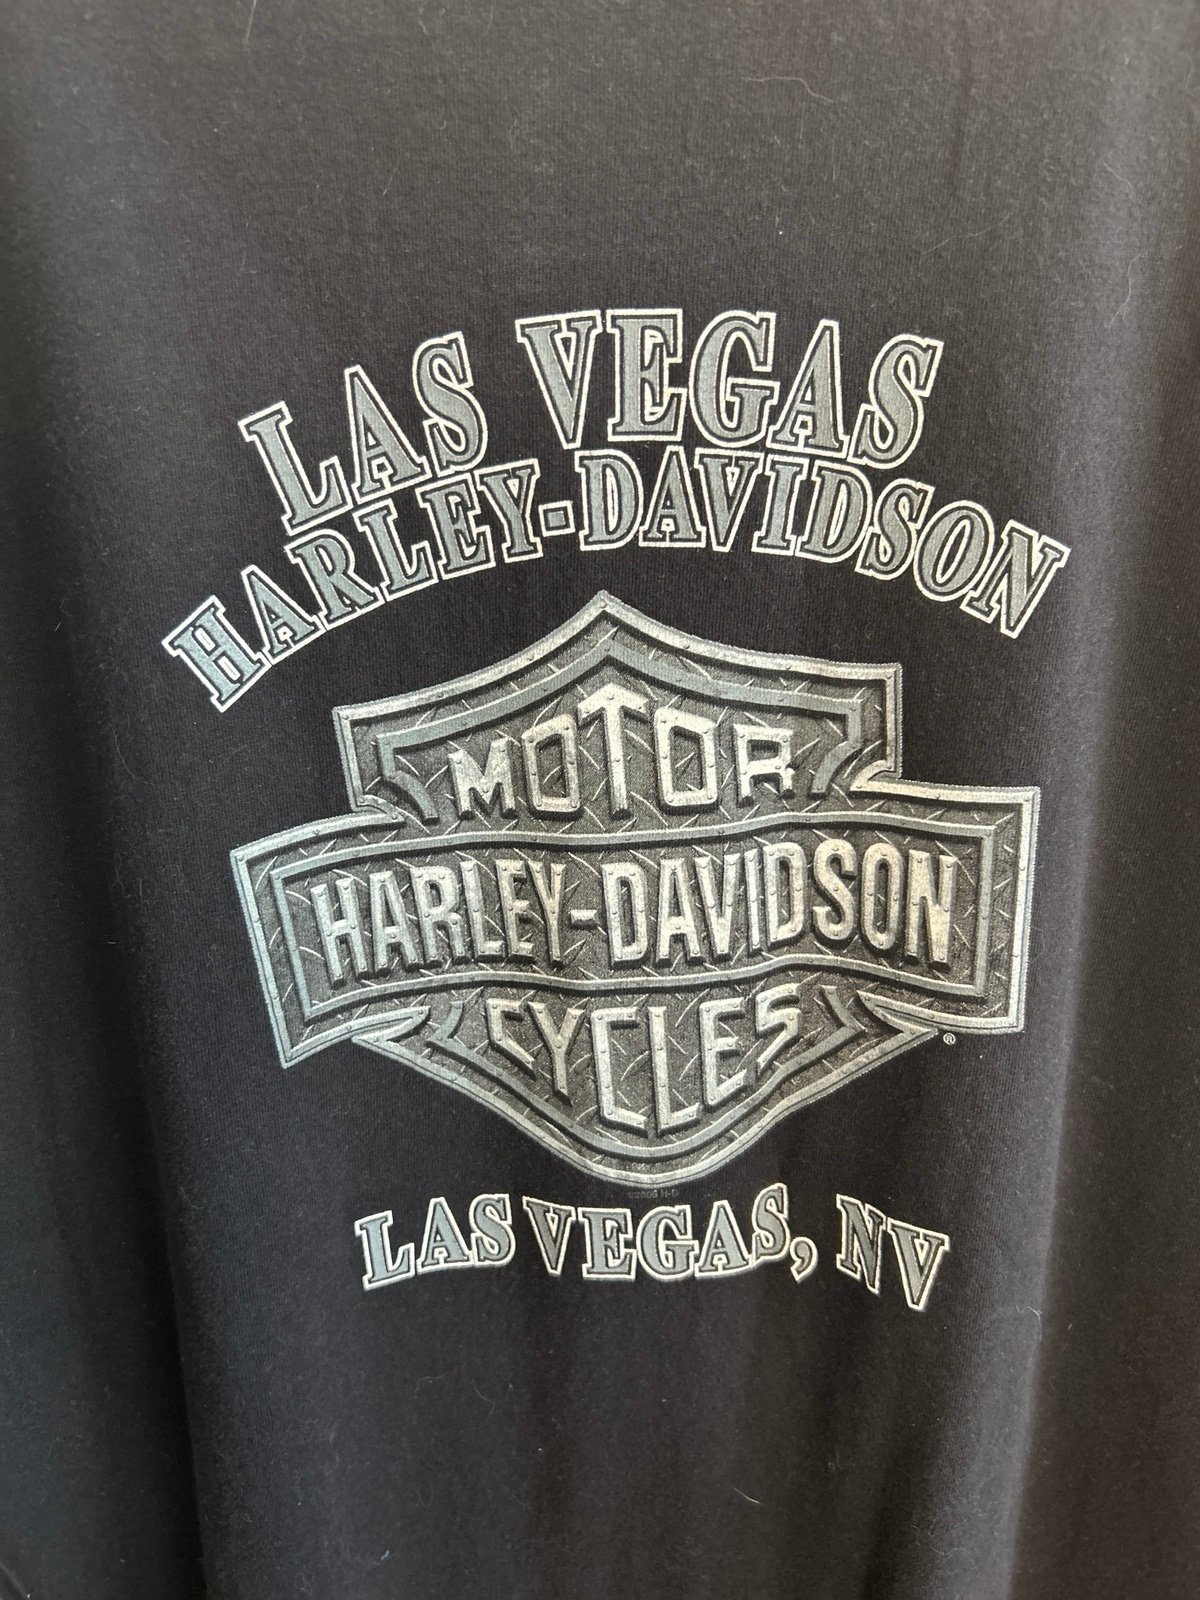 LAS VEGAS
HARLEY-DAVIDSON
MOTOR
HARLEY-DAVIDSON
CYCLES
®
LAS VEGAS, NV